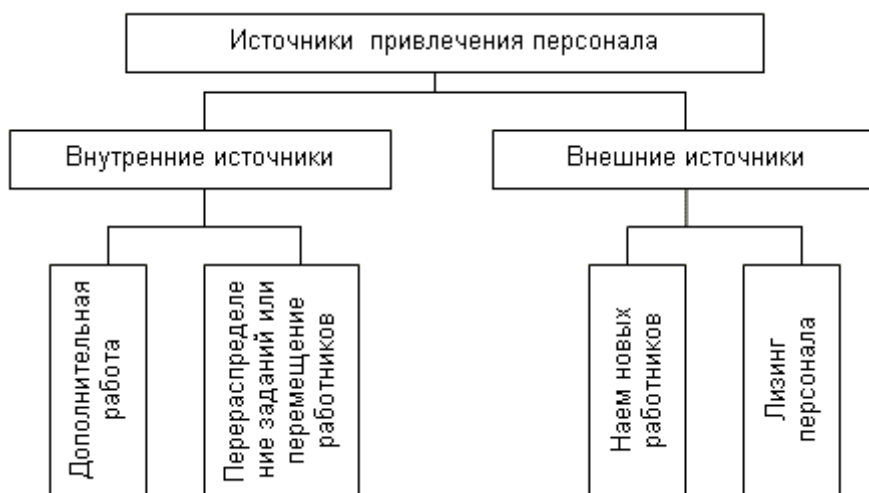 Источники привлечения персонала
Внутренние источники
Внешние источники
Дополнительная
работа
Перераспределе
ние заданий или
перемещение
работников
Наем новых
работников
Лизинг
персонала